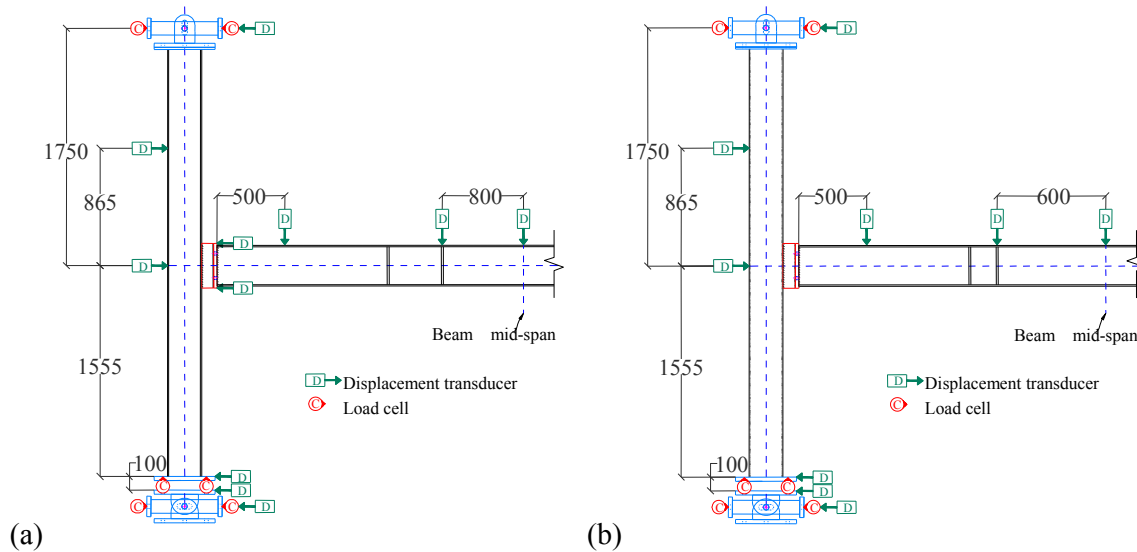 C C D
C C D
1750
D
865
500
D
800
D D
D
D
D
Beam mid-span
1555
D Displacement transducer
C Load cell
100
D
C C D
C C D
(a)
1750
D
865
500
D
600
D D
D
Beam mid-span
1555
D Displacement transducer
C Load cell
100
D
C C D
C C D
(b)